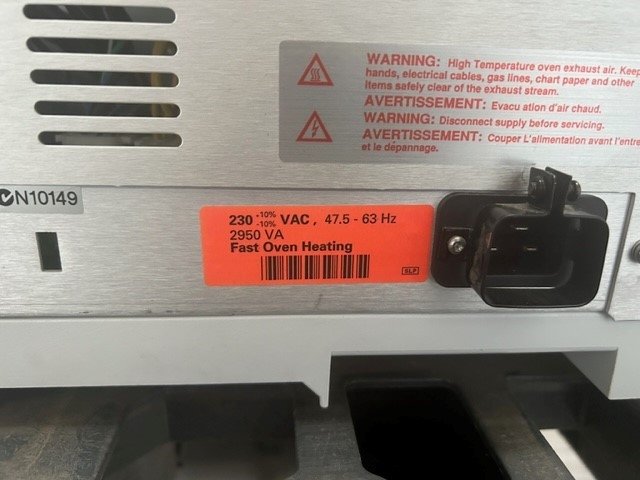 WARNING: High Temperature oven exhaust air. Keep
hands, electrical cables, gas lines, chart paper and other
items safely clear of the exhaust stream.
AVERTISSEMENT: Evacu ation d'air chaud.
WARNING: Disconnect supply before servicing.
AVERTISSEMENT: Couper L'alimentation avant l'entre
et le dépannage.
N10149
230 -10% -10% VAC, 47.5 - 63 Hz
2950 VA
Fast Oven Heating
SLP